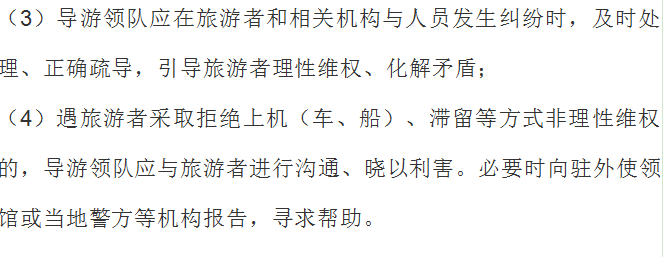 （3）导游领队应在旅游者和相关机构与人员发生纠纷时，及时处
理、正确疏导，引导旅游者理性维权、化解矛盾；
（4）遇旅游者采取拒绝上机（车、船）、滞留等方式非理性维权
的，导游领队应与旅游者进行沟通、晓以利害。必要时向驻外使领
馆或当地警方等机构报告，寻求帮助。